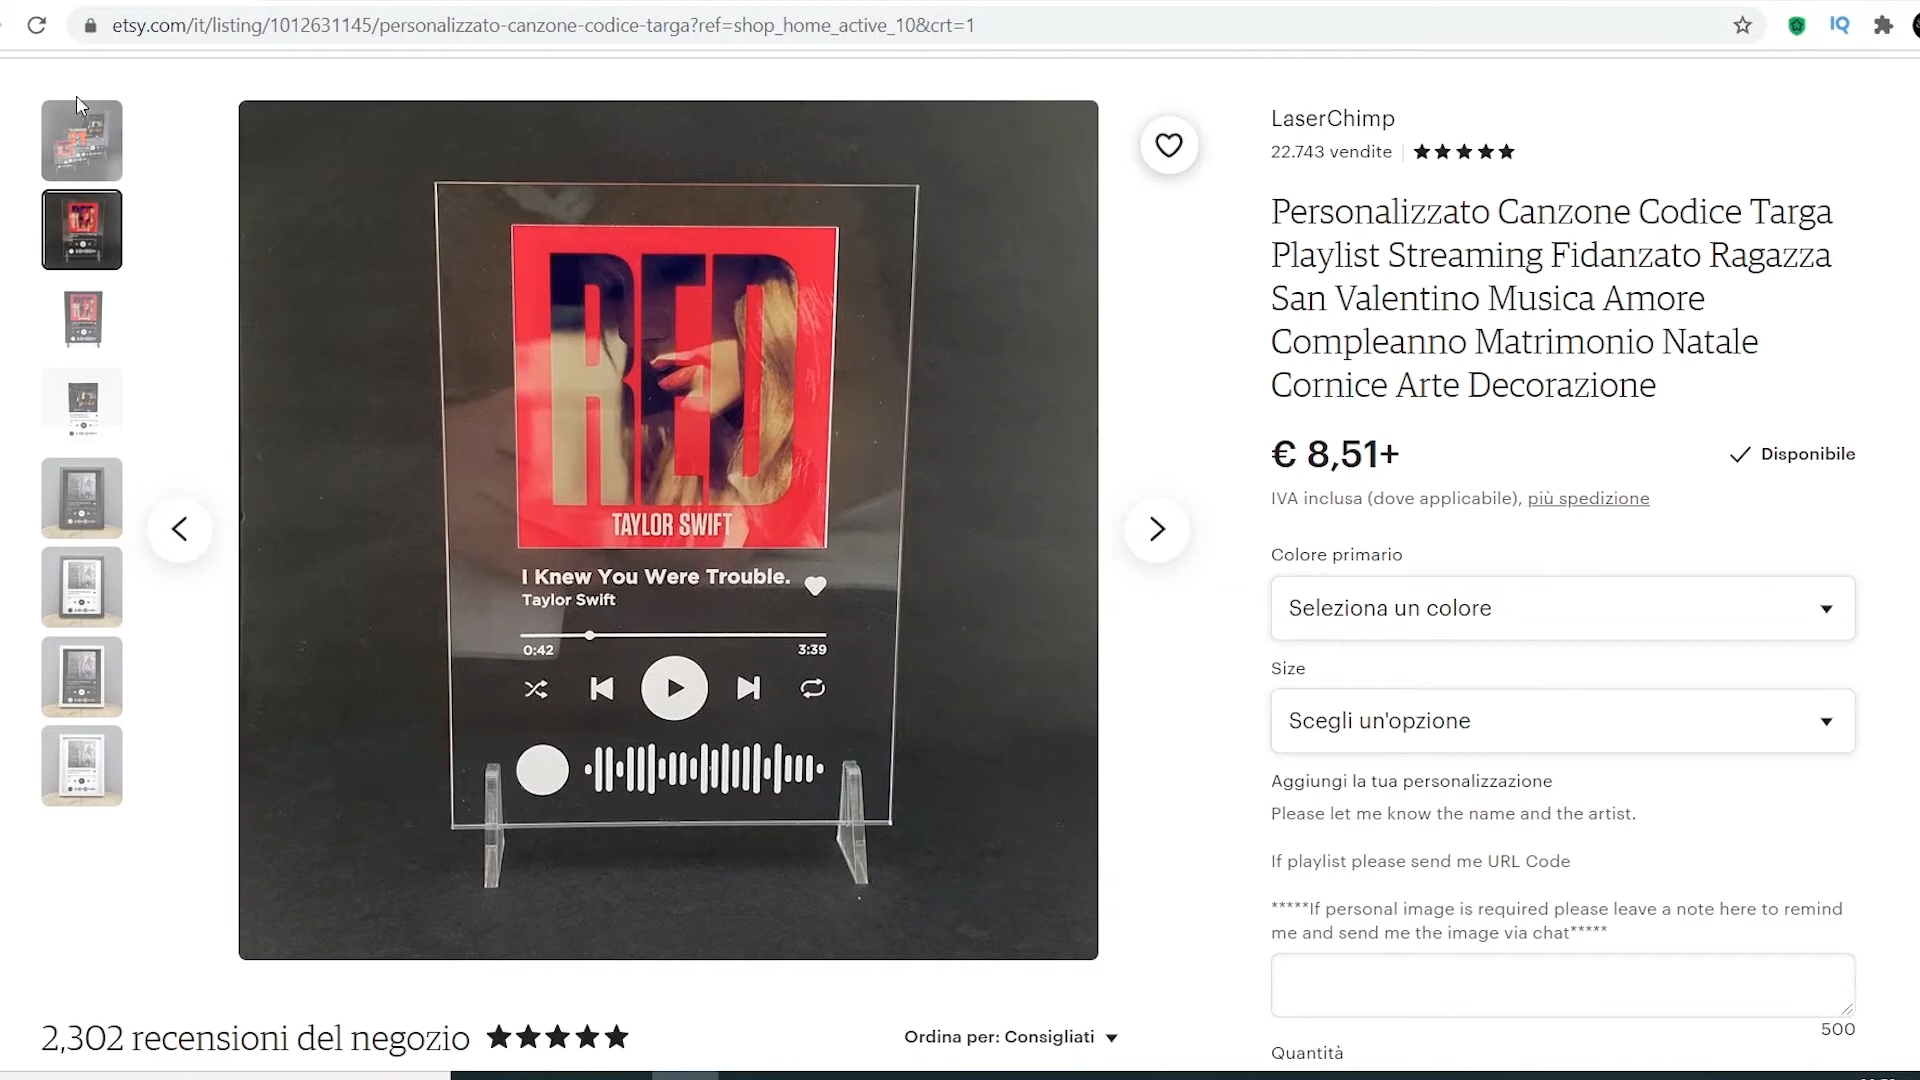 etsy.com/it/listing/1012631145/personalizzato-canzone-codice-targa?ref=shop_home_active_10&crt=1
IQ
RED
TAYLOR SWIFT
I Knew You Were Trouble.
Taylor Swift
0:42
3:39
LaserChimp
22.743 vendite
Personalizzato Canzone Codice Targa
Playlist Streaming Fidanzato Ragazza
San Valentino Musica Amore
Compleanno Matrimonio Natale
Cornice Arte Decorazione
€ 8,51+
Disponibile
IVA inclusa (dove applicabile), più spedizione
Colore primario
Seleziona un colore
Size
Scegli un'opzione
Aggiungi la tua personalizzazione
Please let me know the name and the artist.
If playlist please send me URL Code
*****If personal image is required please leave a note here to remind
me and send me the image via chat*****
500
Quantità
2,302 recensioni del negozio
Ordina per: Consigliati